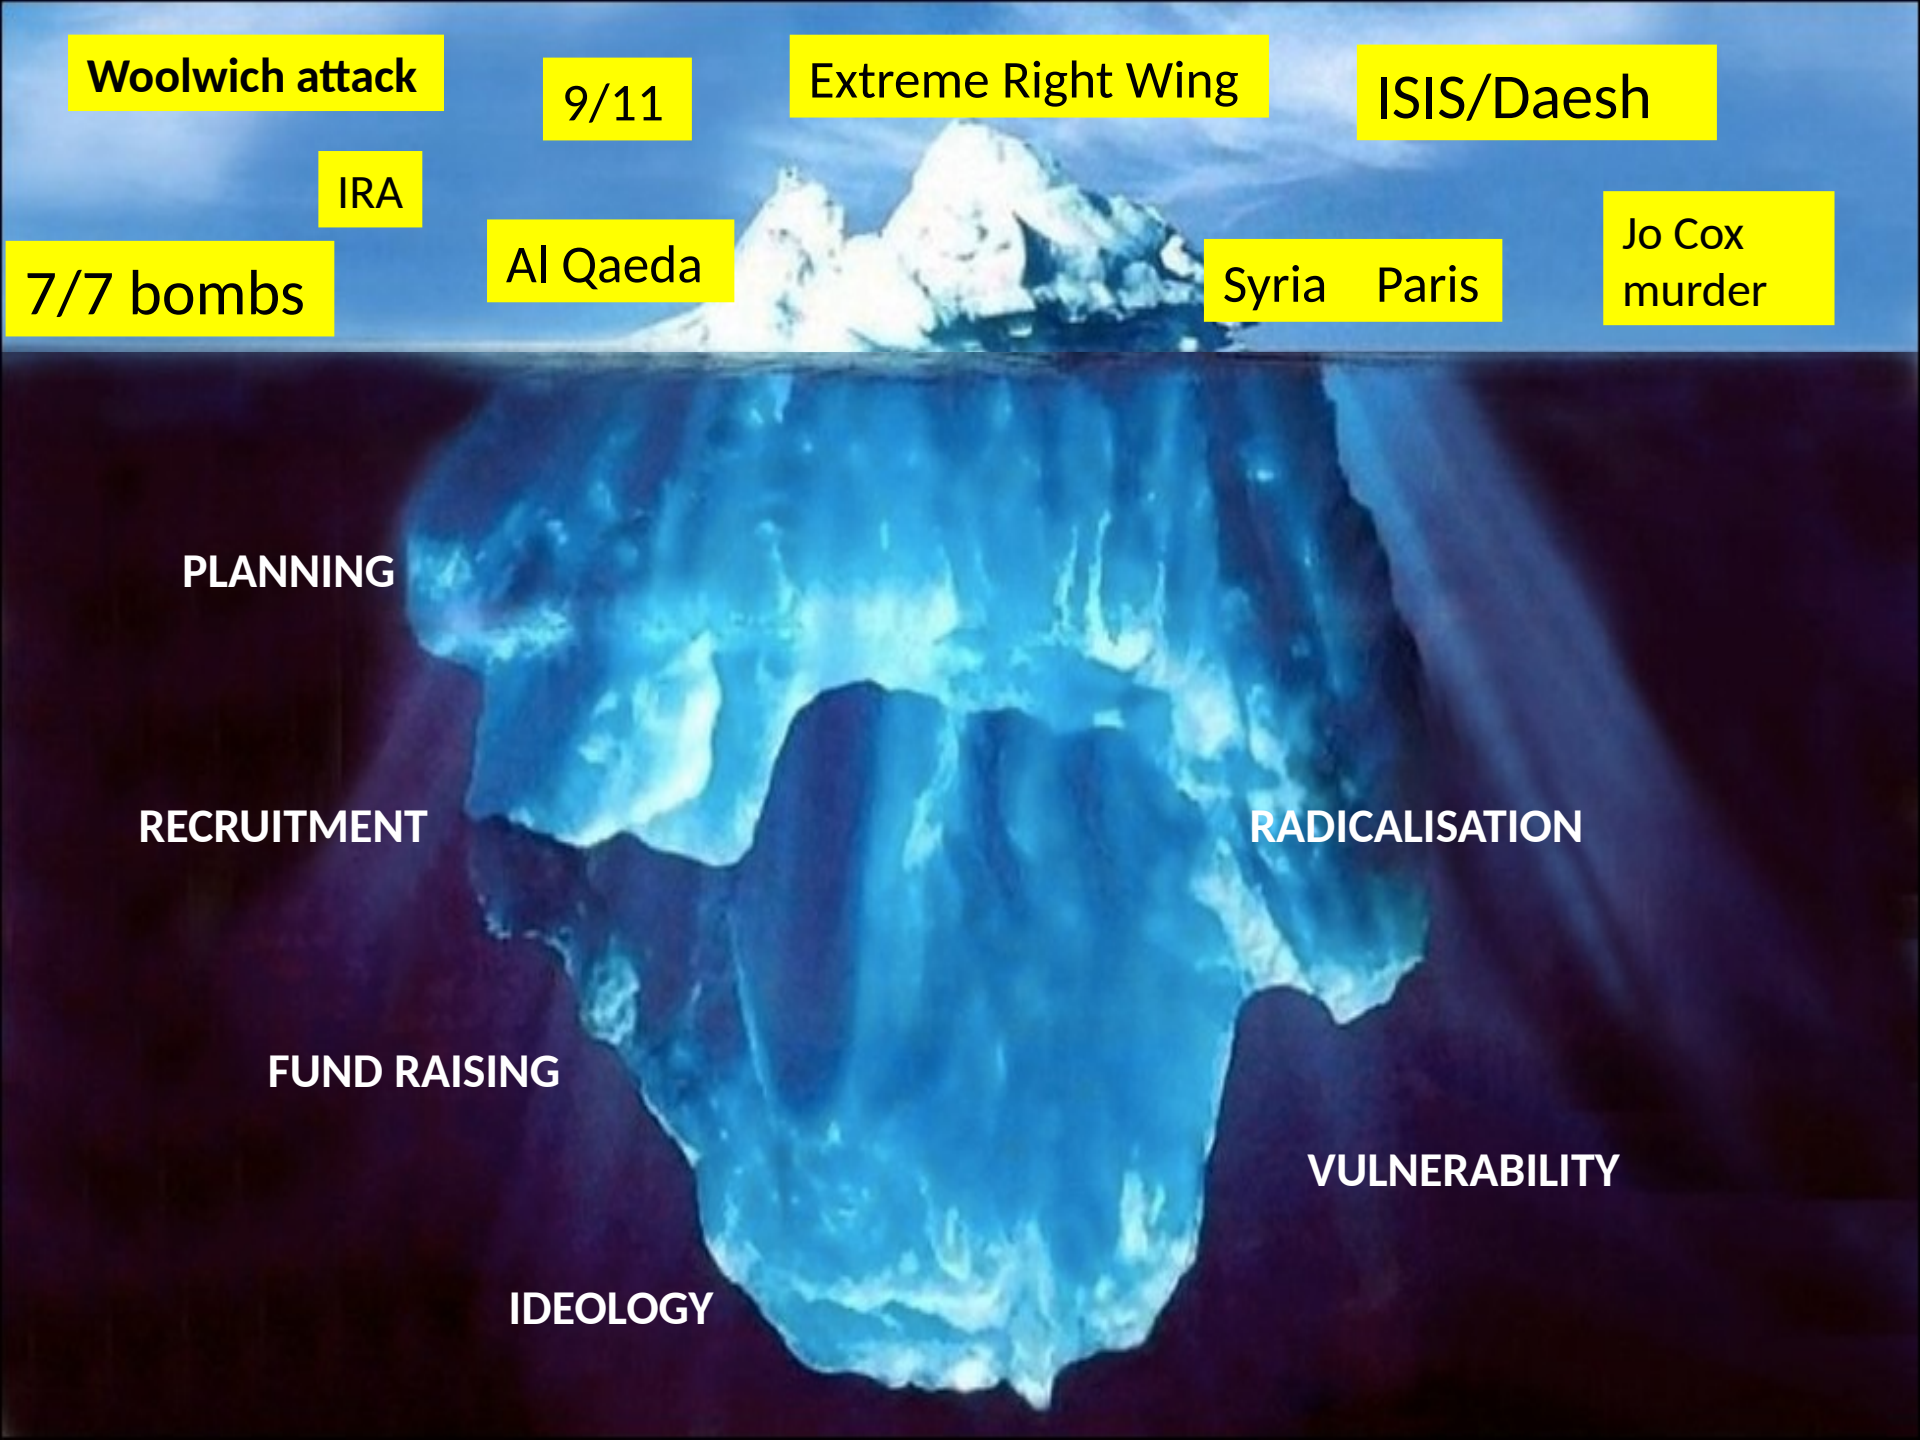 Woolwich attack
9/11
Extreme Right Wing
ISIS/Daesh
IRA
Al Qaeda
7/7 bombs
Syria Paris
Jo Cox
murder
PLANNING
RECRUITMENT
RADICALISATION
FUND RAISING
VULNERABILITY
IDEOLOGY